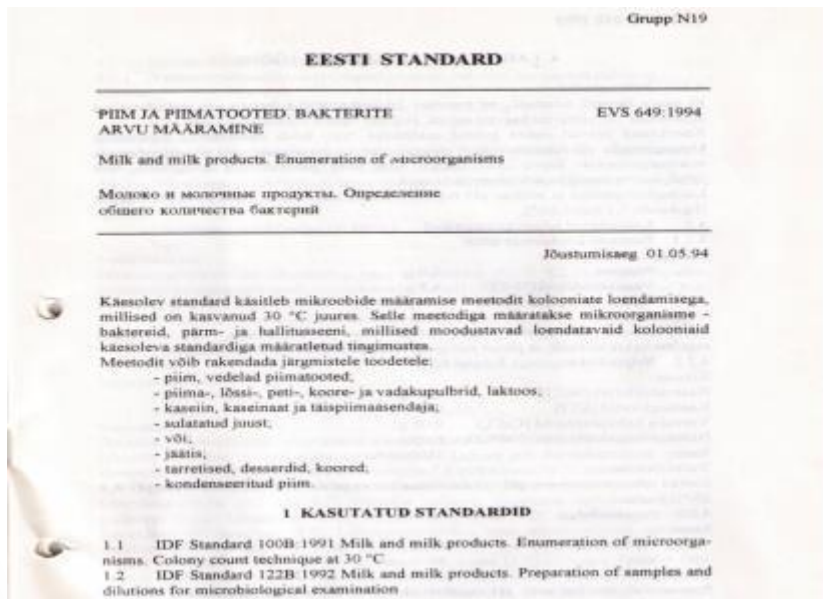 Grupp N19
EESTI STANDARD
PIIM JA PIIMATOOTED. BAKTERITE EVS 649:1994
ARVU MÄÄRAMINE
Milk and milk products. Enumeration of microorganisms
Молоко и молочные продукты. Определение
общего количества бактерий
Jõustumisaeg 01.05.94
Käesolev standard käsitleb mikroobide määramise meetodit kolooniate loendamisega,
millised on kasvanud 30 °C juures. Selle meetodiga määratakse mikroorganisme -
baktereid, pärm- ja hallitusseeni, millised moodustavad loendatavaid kolooniaid
käesoleva standardiga määratletud tingimustes.
Meetodit võib rakendada järgmistele toodetele:
- piim, vedelad piimatooted;
- piima-, lõssi-, peti-, koore- ja vadakupulbrid, laktoos;
- kaseiin, kaseinaat ja täispiimaasendaja;
- sulatatud juust;
- või;
- jäätis;
- tarretised, desserdid, koored;
- kondenseeritud piim.
1 KASUTATUD STANDARDID
1.1 IDF Standard 100B:1991 Milk and milk products. Enumeration of microorga-
nisms. Colony count technique at 30 °C
1.2 IDF Standard 122B:1992 Milk and milk products. Preparation of samples and
dilutions for microbiological examination